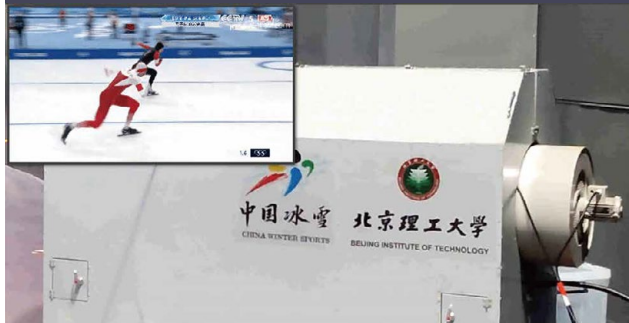 中国冰雪
CHINA WINTER SPORTS
北京理工大学
BEIJING INSTITUTE OF TECHNOLOGY